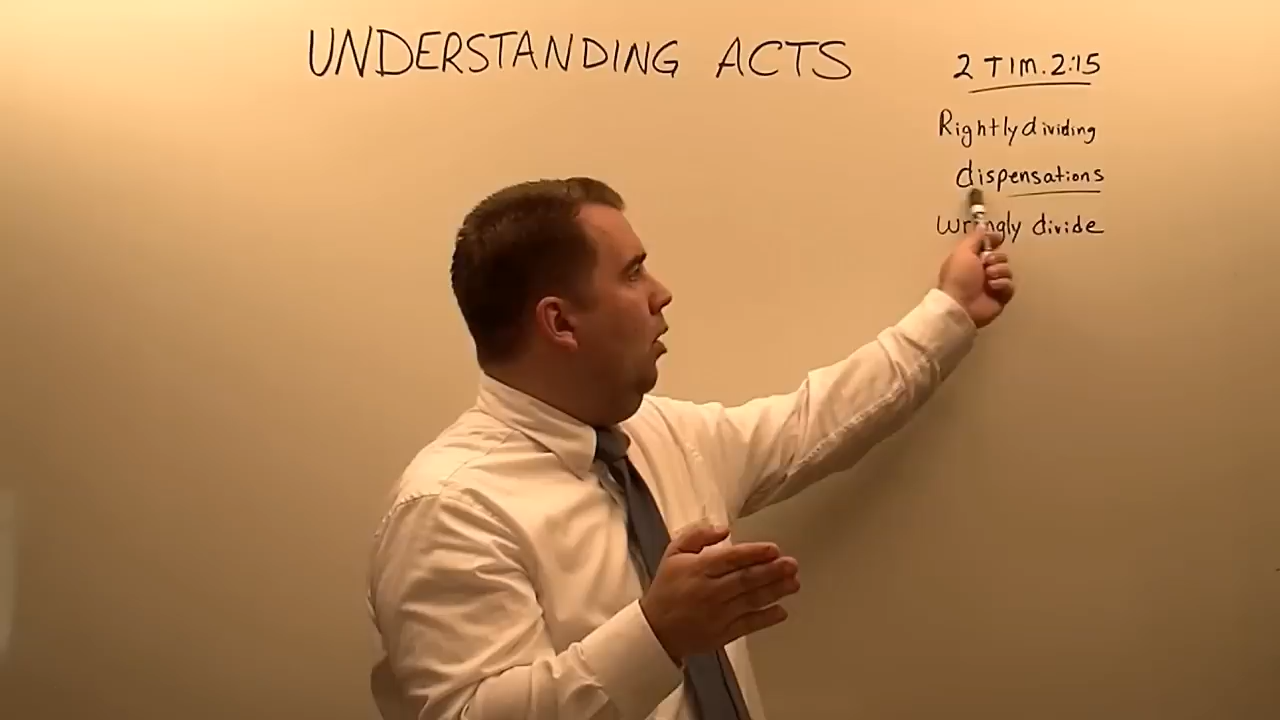 UNDERSTANDING ACTS
2 TIM. 2:15
Rightly dividing
dispensations
wrongly divide